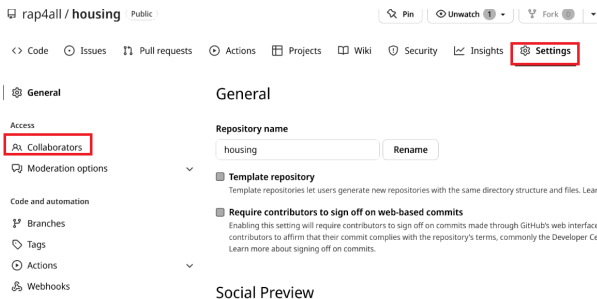 rap4all / housing Public Pin Unwatch 1 Fork 0
Code Issues Pull requests Actions Projects Wiki Security Insights Settings
General
General
Access
Repository name
Collaborators
housing Rename
Moderation options
Template repository
Template repositories let users generate new repositories with the same directory structure and files.
Code and automation
Require contributors to sign off on web-based commits
Branches
Enabling this setting will require contributors to sign off on commits made through GitHub's web interface
contributors to affirm that their commit complies with the repository's terms, commonly the Developer
Tags
Learn more about signing off on commits.
Actions
Webhooks
Social Preview